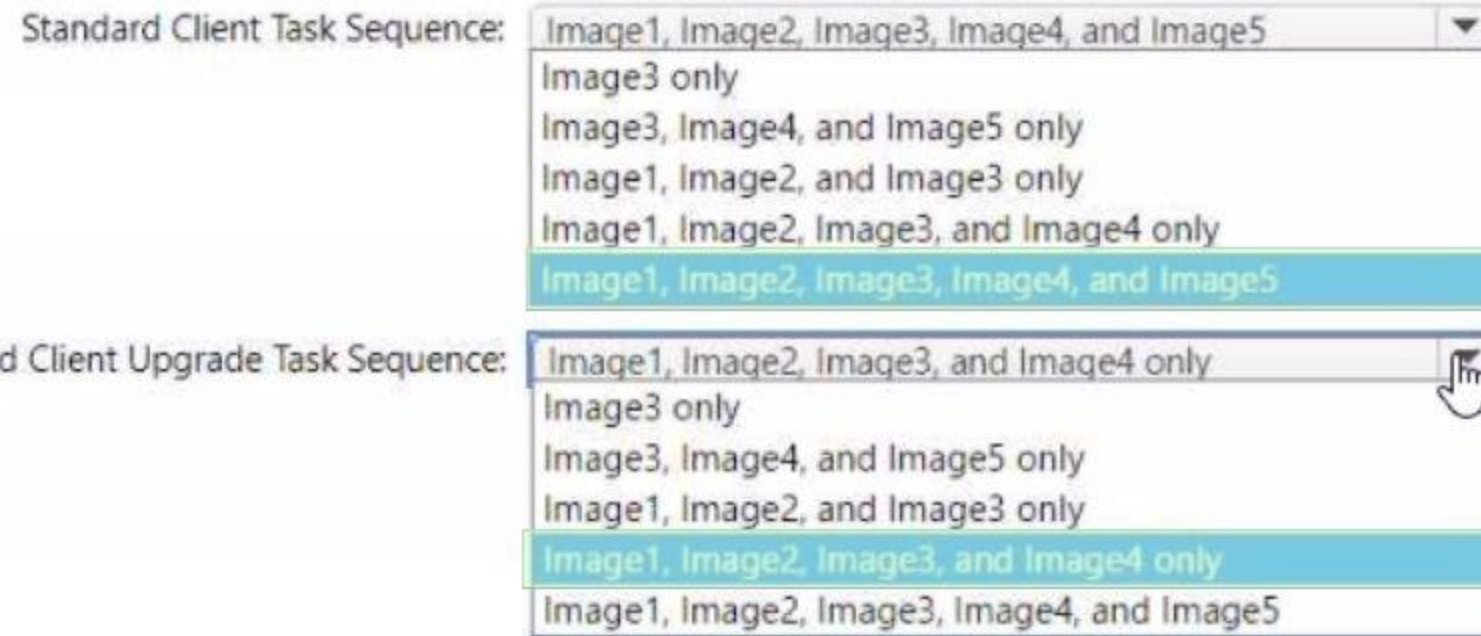 Standard Client Task Sequence: Image1, Image2, Image3, Image4, and Image5
Image3 only
Image3, Image4, and Image5 only
Image1, Image2, and Image3 only
Image1, Image2, Image3, and Image4 only
Image1, Image2, Image3, Image4, and Image5
d Client Upgrade Task Sequence: Image1, Image2, Image3, and Image4 only
Image3 only
Image3, Image4, and Image5 only
Image1, Image2, and Image3 only
Image1, Image2, Image3, and Image4 only
Image1, Image2, Image3, Image4, and Image5